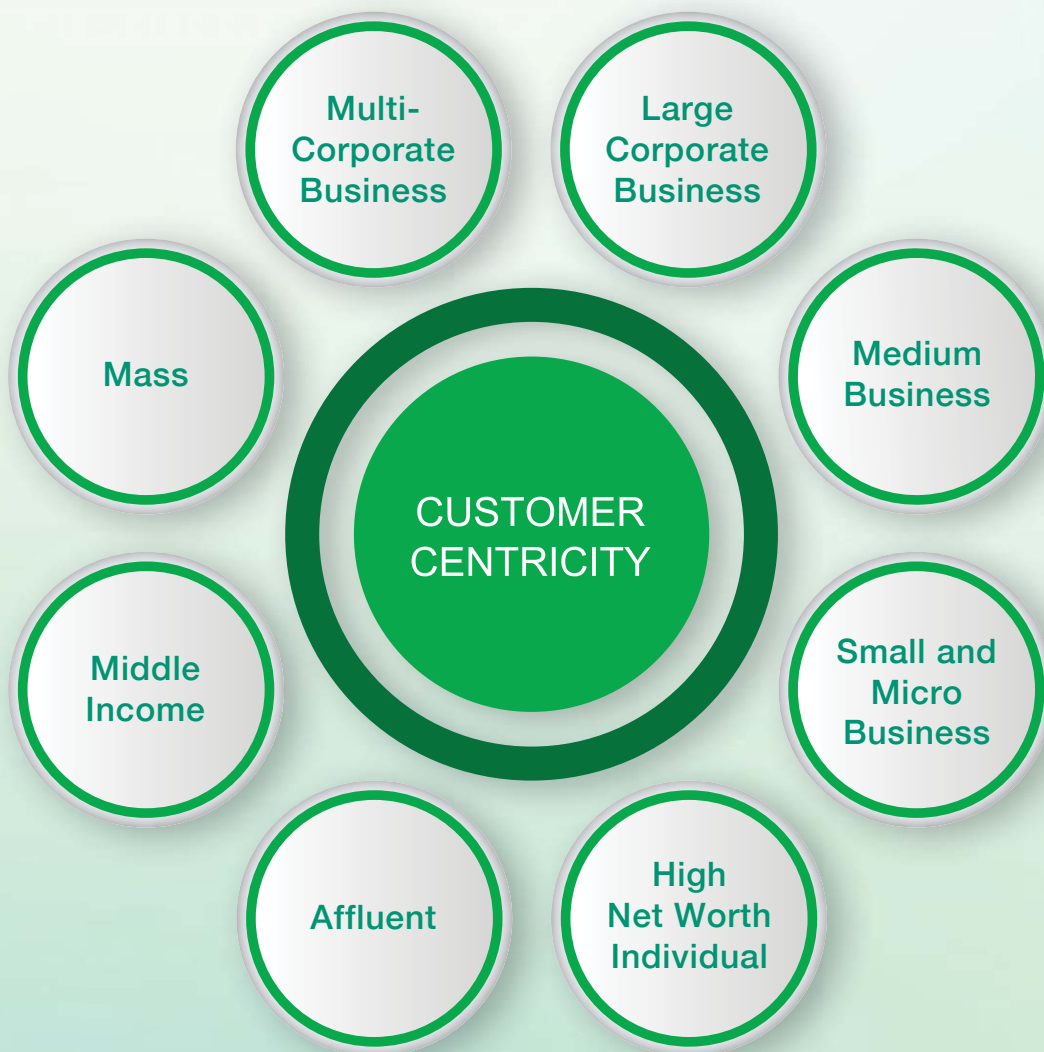 Multi-
Corporate
Business
Large
Corporate
Business
Mass
Medium
Business
CUSTOMER
CENTRICITY
Middle
Income
Small and
Micro
Business
Affluent
High
Net Worth
Individual